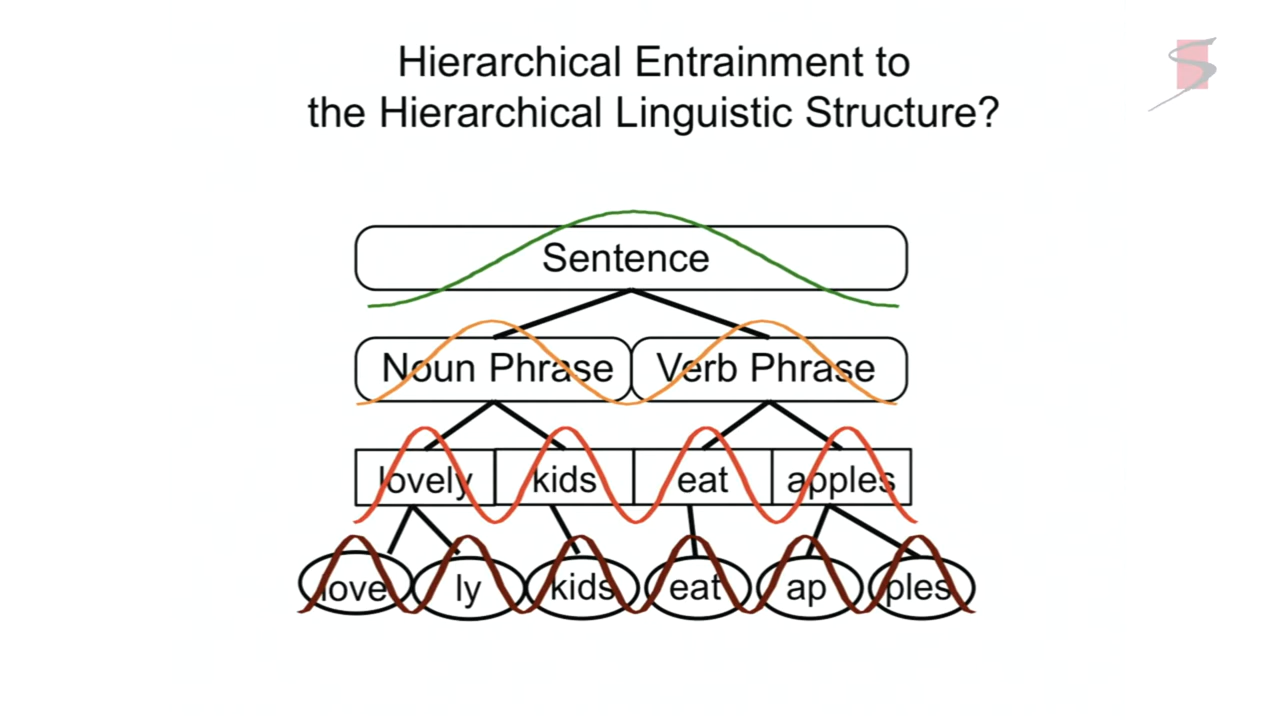 Hierarchical Entrainment to
the Hierarchical Linguistic Structure?
Sentence
Noun Phrase Verb Phrase
lovely kids eat apples
love ly kids eat ap ples